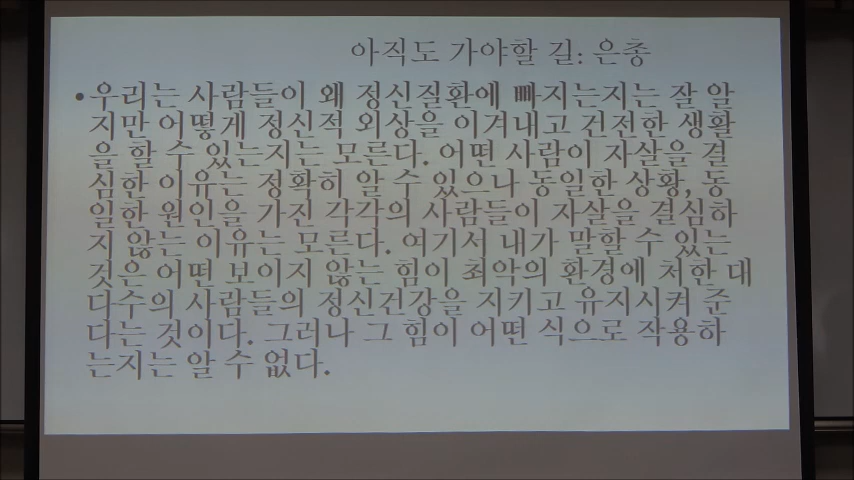 아직도 가야할 길: 은총
• 우리는 사람들이 왜 정신질환에 빠지는지는 잘 알
지만 어떻게 정신적 외상을 이겨내고 건전한 생활
을 할 수 있는지는 모른다. 어떤 사람이 자살을 결
심한 이유는 정확히 알 수 있으나 동일한 상황, 동
일한 원인을 가진 각각의 사람들이 자살을 결심하
지 않는 이유는 모른다. 여기서 내가 말할 수 있는
것은 어떤 보이지 않는 힘이 최악의 환경에 처한 대
다수의 사람들의 정신건강을 지키고 유지시켜 준
다는 것이다. 그러나 그 힘이 어떤 식으로 작용하
는지는 알 수 없다.